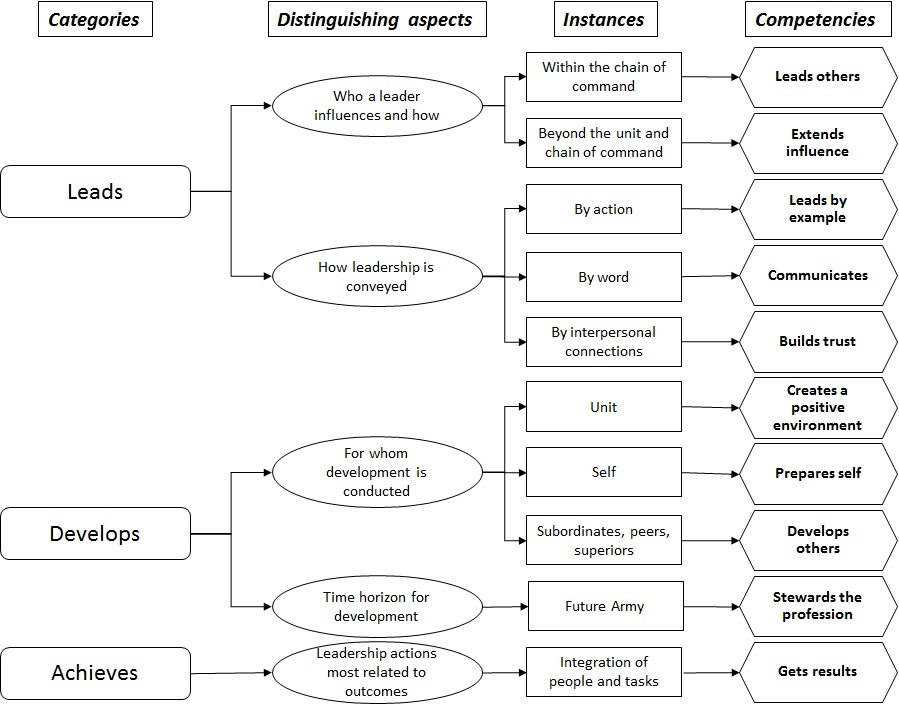 Categories
Distinguishing aspects
Instances
Competencies
Leads
Who a leader
influences and how
Within the chain of
command
Leads others
Beyond the unit and
chain of command
Extends
influence
How leadership is
conveyed
By action
Leads by
example
By word
Communicates
By interpersonal
connections
Builds trust
Develops
For whom
development is
conducted
Unit
Creates a
positive
environment
Self
Prepares self
Subordinates, peers,
superiors
Develops
others
Time horizon for
development
Future Army
Stewards the
profession
Achieves
Leadership actions
most related to
outcomes
Integration of
people and tasks
Gets results